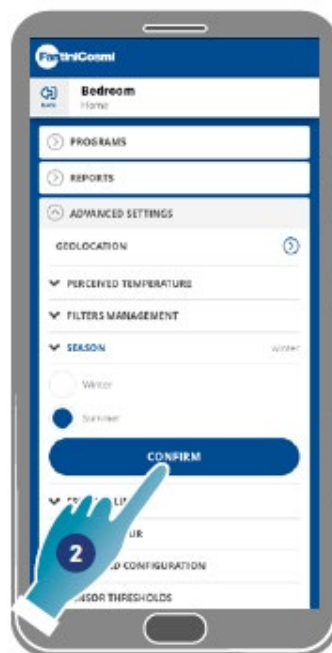 FantiniCosmi
BACK
Bedroom
Home
PROGRAMS
REPORTS
ADVANCED SETTINGS
GEOLOCATION
PERCEIVED TEMPERATURE
FILTERS MANAGEMENT
SEASON winter
Winter
Summer
CONFIRM
2
CONFIGURATION
THRESHOLDS